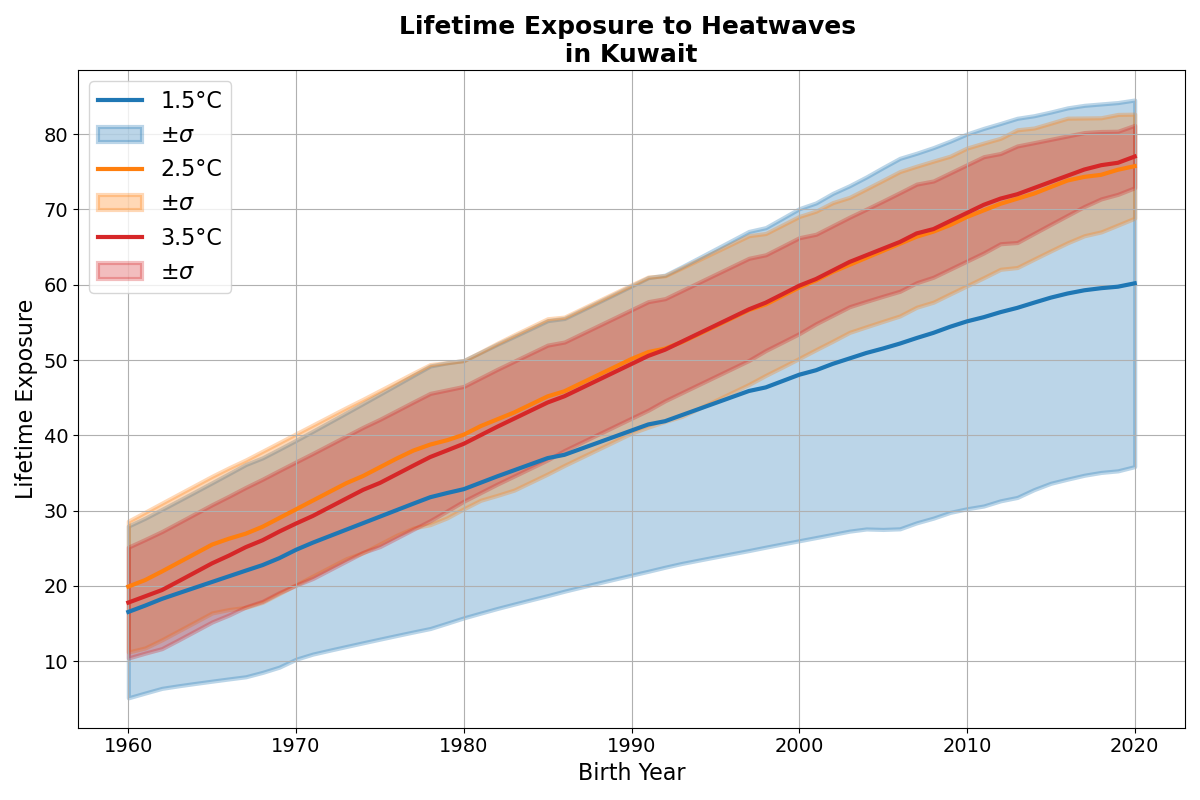 Lifetime Exposure to Heatwaves
in Kuwait
1.5°C
±σ
2.5°C
±σ
3.5°C
±σ
Lifetime Exposure
80
70
60
50
40
30
20
10
1960 1970 1980 1990 2000 2010 2020
Birth Year